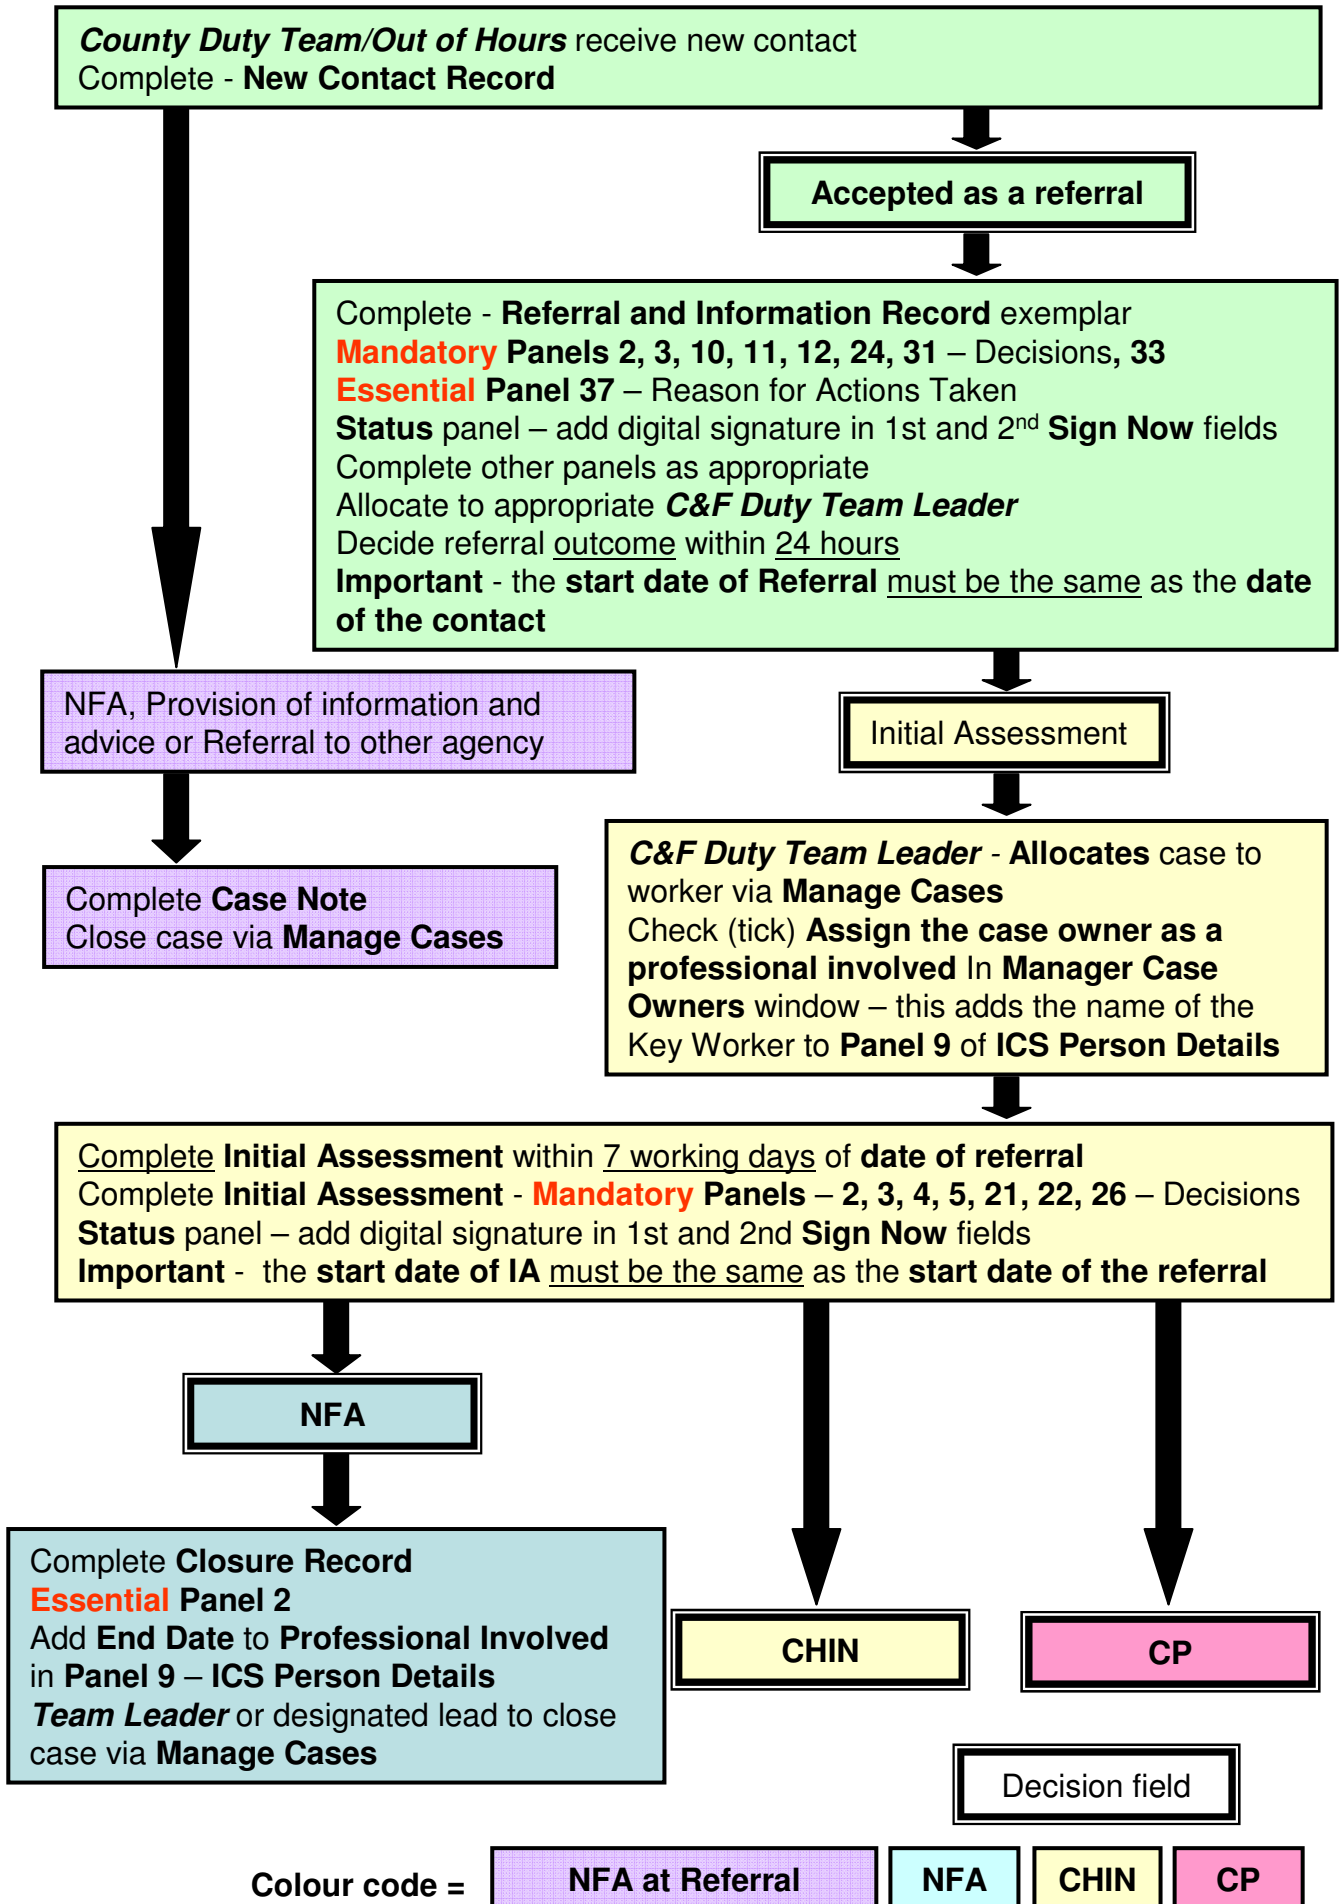 County Duty Team/Out of Hours receive new contact
Complete - New Contact Record
Accepted as a referral
Complete - Referral and Information Record exemplar
Mandatory Panels 2, 3, 10, 11, 12, 24, 31 – Decisions, 33
Essential Panel 37 – Reason for Actions Taken
Status panel – add digital signature in 1st and 2nd Sign Now fields
Complete other panels as appropriate
Allocate to appropriate C&F Duty Team Leader
Decide referral outcome within 24 hours
Important - the start date of Referral must be the same as the date
of the contact
NFA, Provision of information and
advice or Referral to other agency
Initial Assessment
Complete Case Note
Close case via Manage Cases
C&F Duty Team Leader - Allocates case to
worker via Manage Cases
Check (tick) Assign the case owner as a
professional involved In Manager Case
Owners window – this adds the name of the
Key Worker to Panel 9 of ICS Person Details
Complete Initial Assessment within 7 working days of date of referral
Complete Initial Assessment - Mandatory Panels – 2, 3, 4, 5, 21, 22, 26 – Decisions
Status panel – add digital signature in 1st and 2nd Sign Now fields
Important - the start date of IA must be the same as the start date of the referral
NFA
Complete Closure Record
Essential Panel 2
Add End Date to Professional Involved
in Panel 9 – ICS Person Details
Team Leader or designated lead to close
case via Manage Cases
CHIN
CP
Decision field
Colour code =
NFA at Referral
NFA
CHIN
CP